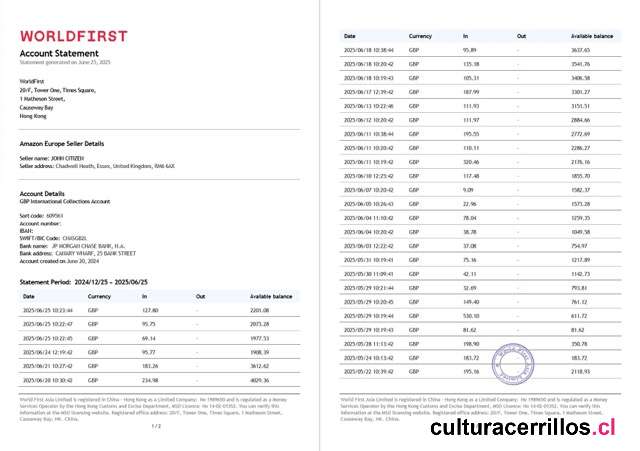 WORLDFIRST
Account Statement
Statement generated on June 25, 2025
WorldFirst
20/F, Tower One, Times Square,
1 Matheson Street,
Causeway Bay
Hong Kong
Amazon Europe Seller Details
Seller name: JOHN CITIZEN
Seller address: Chadwell Heath, Essex, United Kingdom, RM6 6AX
Account Details
GBP International Collections Account
Sort code: 609561
Account number:
IBAN:
SWIFT/BIC Code: CHASGB2L
Bank name: JP MORGAN CHASE BANK, N.A.
Bank address: CANARY WHARF, 25 BANK STREET
Account created on June 20, 2024
Statement Period: 2024/12/25 – 2025/06/25
Date Currency In Out Available balance
2025/06/25 10:23:44 GBP 127.80 - 2201.08
2025/06/25 10:22:47 GBP 95.75 - 2073.28
2025/06/25 10:22:45 GBP 69.14 - 1977.53
2025/06/24 12:19:42 GBP 95.77 - 1908.39
2025/06/21 10:27:42 GBP 183.26 - 3612.62
2025/06/20 10:30:42 GBP 234.98 - 4029.36
World First Asia Limited is registered in China - Hong Kong as a Limited Company: No 1989650 and is regulated as a Money
Services Operator by the Hong Kong Customs and Excise Department, MSO Licence: No 14-02-01352. You can verify this
information at the MSO licensing website. Registered office address: 20/F, Tower One, Times Square, 1 Matheson Street,
Causeway Bay, HK, China.
1 / 2
Date Currency In Out Available balance
2025/06/18 10:38:44 GBP 95.89 - 3637.65
2025/06/18 10:20:42 GBP 135.18 - 3541.76
2025/06/18 10:19:43 GBP 105.31 - 3406.58
2025/06/17 12:39:42 GBP 187.99 - 3301.27
2025/06/13 10:22:46 GBP 111.93 - 3151.51
2025/06/12 10:20:42 GBP 111.97 - 2884.66
2025/06/11 10:38:44 GBP 195.55 - 2772.69
2025/06/11 10:20:42 GBP 110.11 - 2286.27
2025/06/11 10:19:42 GBP 320.46 - 2176.16
2025/06/10 12:25:42 GBP 117.48 - 1855.70
2025/06/07 10:20:42 GBP 9.09 - 1582.37
2025/06/05 10:26:43 GBP 22.96 - 1573.28
2025/06/04 11:10:42 GBP 78.04 - 1259.35
2025/06/04 10:20:42 GBP 38.78 - 1049.58
2025/06/03 12:22:42 GBP 37.08 - 754.97
2025/05/31 10:19:41 GBP 75.16 - 1217.89
2025/05/30 11:09:41 GBP 42.11 - 1142.73
2025/05/29 10:21:44 GBP 32.69 - 793.81
2025/05/29 10:20:45 GBP 149.40 - 761.12
2025/05/29 10:19:44 GBP 530.10 - 611.72
2025/05/29 10:19:43 GBP 81.62 - 81.62
2025/05/28 11:13:42 GBP 198.90 350.78
2025/05/24 10:13:42 GBP 183.72 183.72
2025/05/22 10:39:42 GBP 195.16 2118.93
World First Asia Limited is registered in China - Hong Kong as a Limited Company: No 1989650 and is regulated as a Money
Services Operator by the Hong Kong Customs and Excise Department, MSO Licence: No 14-02-01352. You can verify this
information at the MSO licensing website. Registered office address: 20/F, Tower One, Times Square, 1 Matheson Street,
Causeway Bay, HK, China.
culturacerrillos.cl